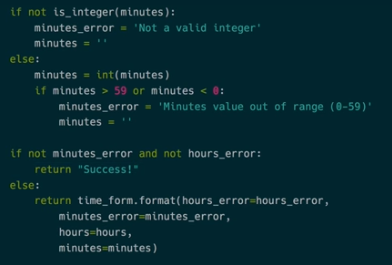 if not is_integer(minutes):
    minutes_error = 'Not a valid integer'
    minutes = ''
else:
    minutes = int(minutes)
    if minutes > 59 or minutes < 0:
        minutes_error = 'Minutes value out of range (0-59)'
        minutes = ''

if not minutes_error and not hours_error:
    return "Success!"
else:
    return time_form.format(hours_error=hours_error,
        minutes_error=minutes_error,
        hours=hours,
        minutes=minutes)